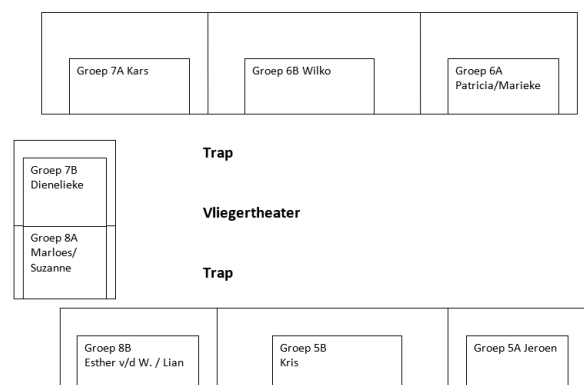 Groep 7A Kars
Groep 6B Wilko
Groep 6A
Patricia/Marieke
Trap
Groep 7B
Dienelieke
Vliegertheater
Groep 8A
Marloes/
Suzanne
Trap
Groep 8B
Esther v/d W. / Lian
Groep 5B
Kris
Groep 5A Jeroen